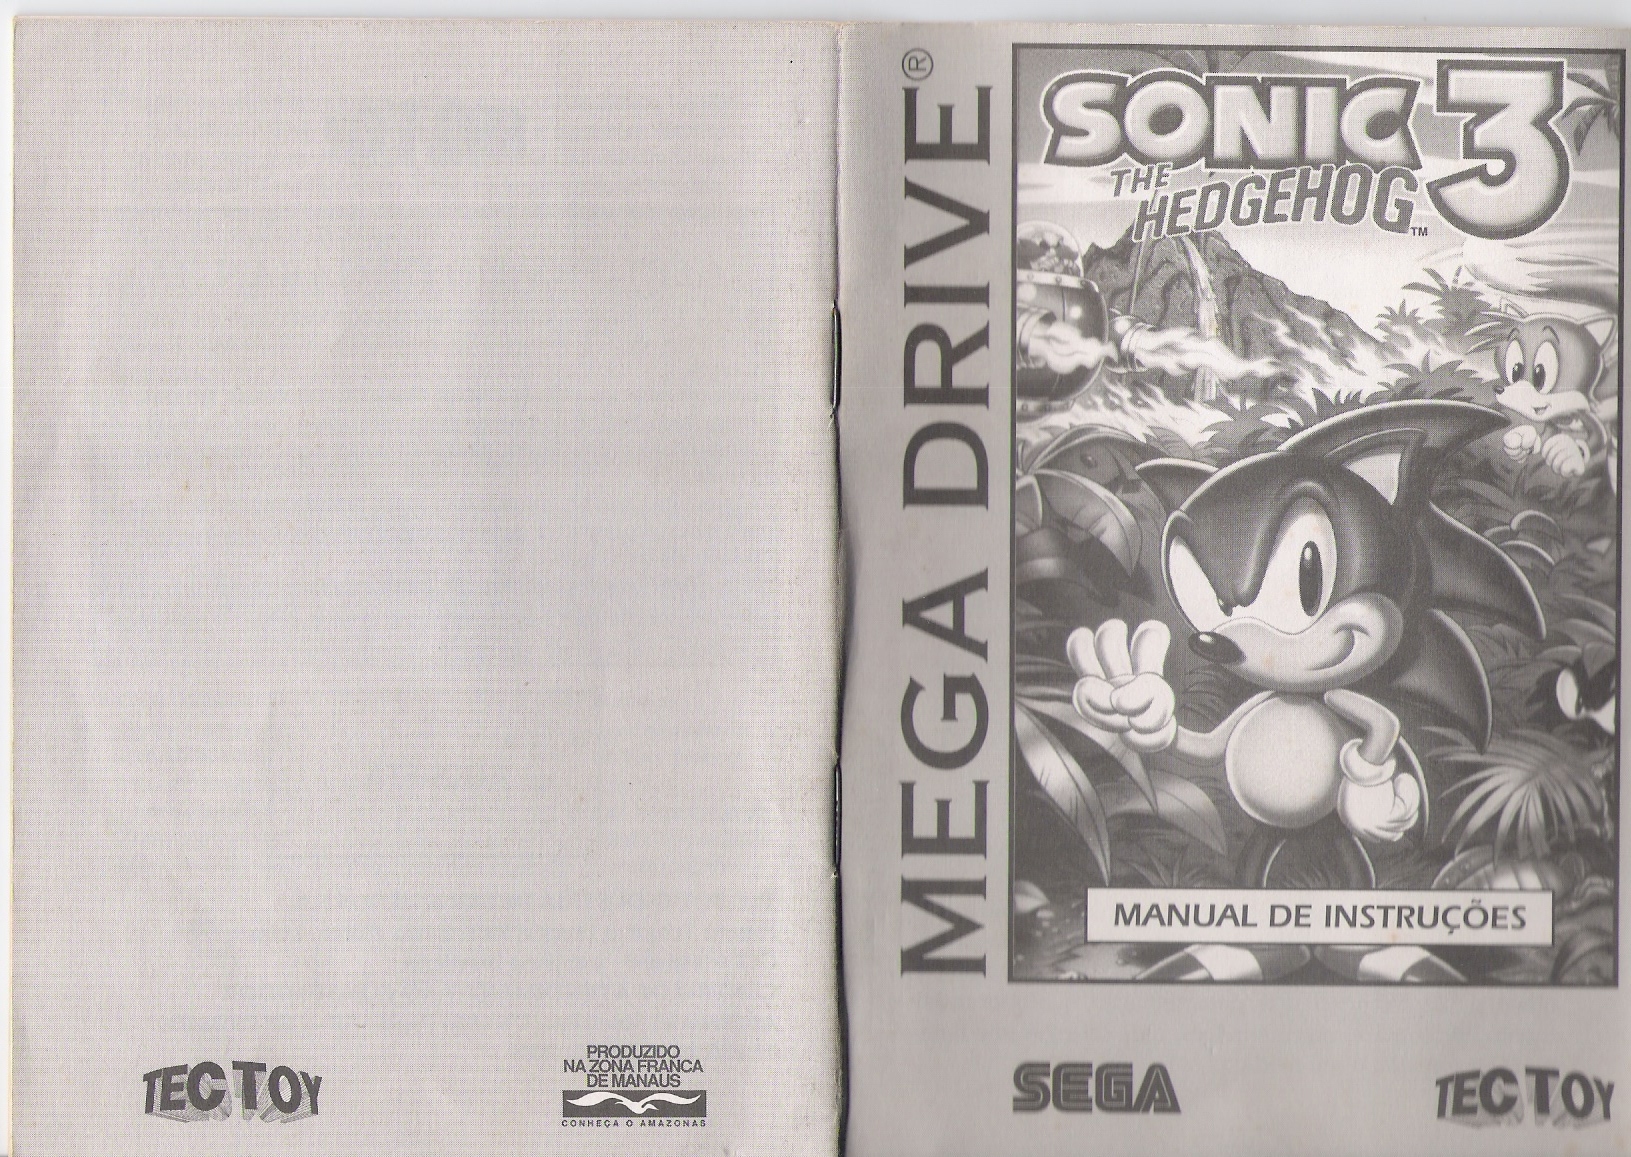 TECTOY
PRODUZIDO
NA ZONA FRANCA
DE MANAUS
CONHEÇA O AMAZONAS
MEGA DRIVE®
SONIC 3
THE
HEDGEHOG™
MANUAL DE INSTRUÇÕES
SEGA
TECTOY